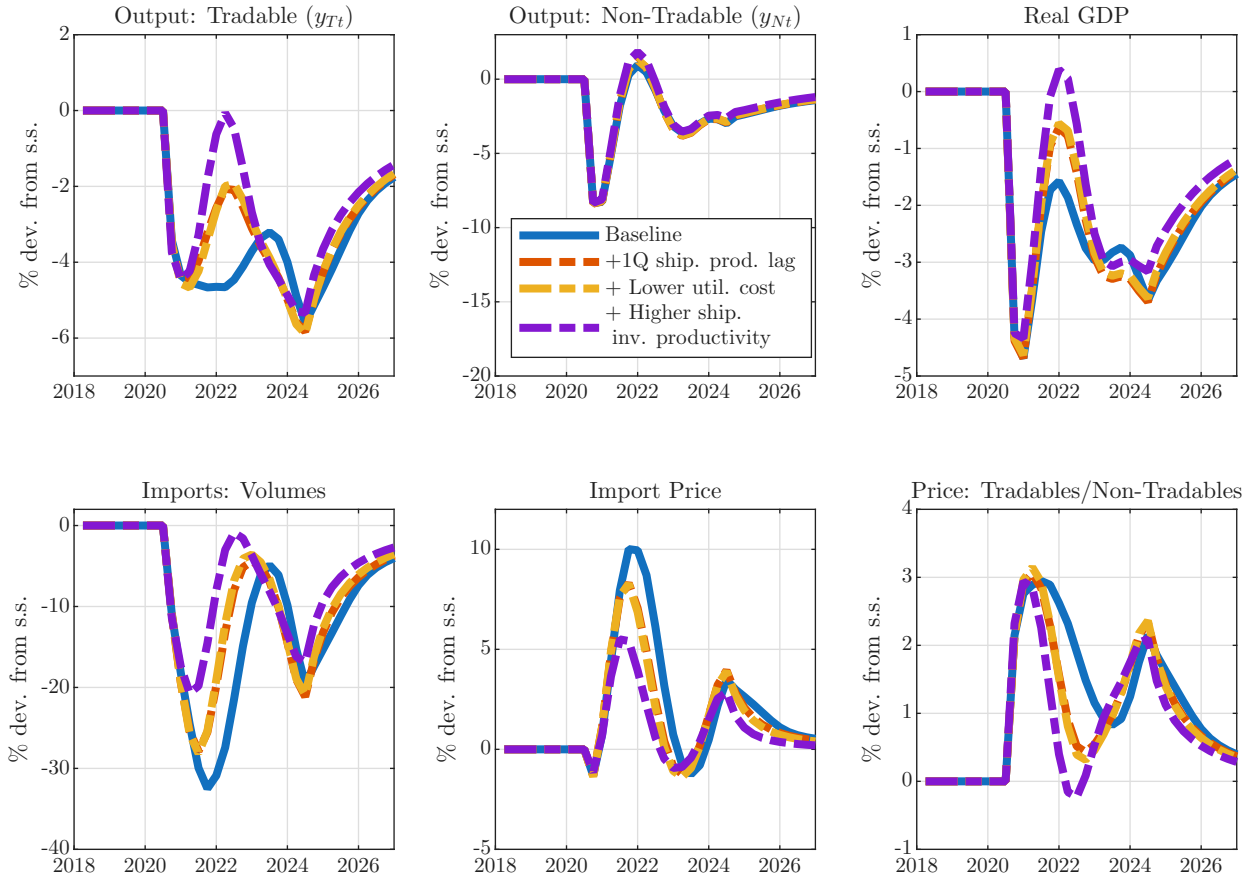 Output: Tradable (y_Tt)
Output: Non-Tradable (y_Nt)
Real GDP
% dev. from s.s.
2
0
-2
-4
-6
2018 2020 2022 2024 2026
% dev. from s.s.
0
-5
-10
-15
-20
2018 2020 2022 2024 2026
Baseline
+1Q ship. prod. lag
+ Lower util. cost
+ Higher ship.
inv. productivity
% dev. from s.s.
1
0
-1
-2
-3
-4
-5
2018 2020 2022 2024 2026
Imports: Volumes
Import Price
Price: Tradables/Non-Tradables
% dev. from s.s.
0
-10
-20
-30
-40
2018 2020 2022 2024 2026
% dev. from s.s.
10
5
0
-5
2018 2020 2022 2024 2026
% dev. from s.s.
4
3
2
1
0
-1
2018 2020 2022 2024 2026